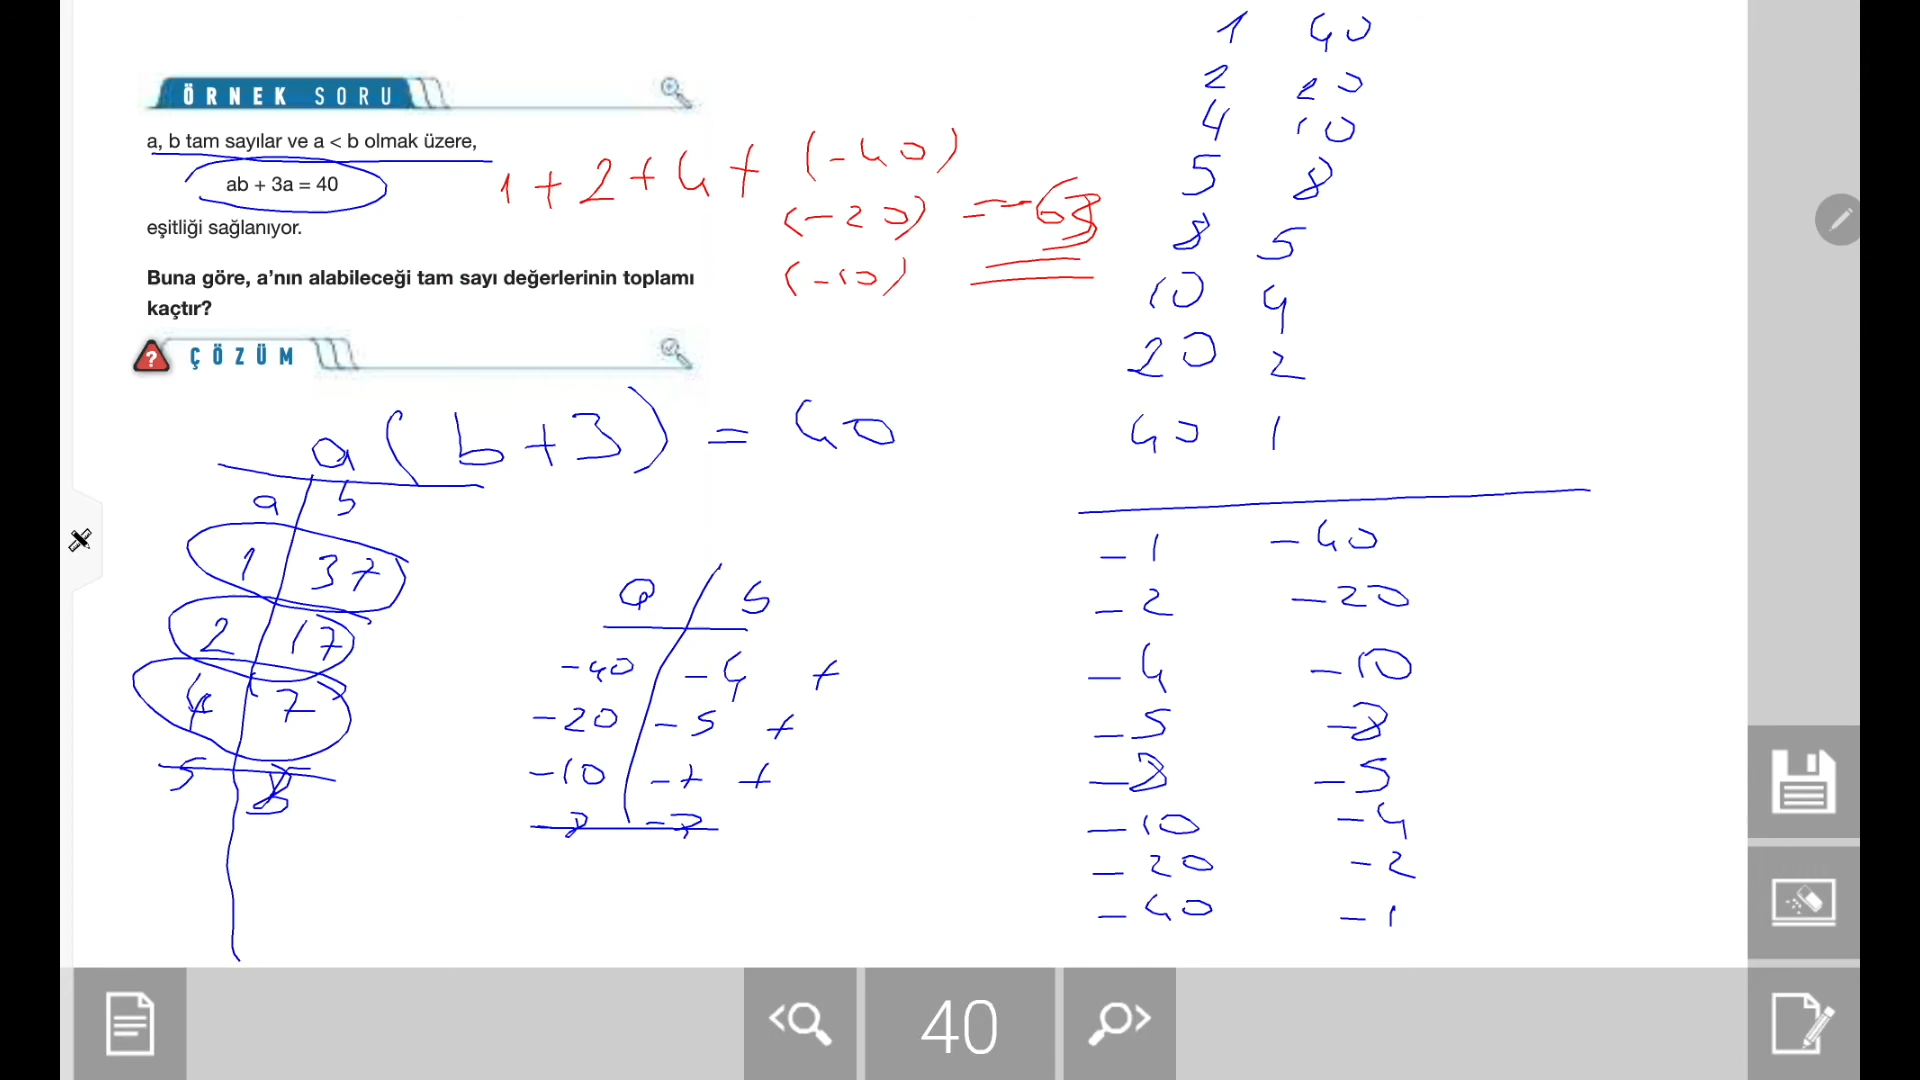 ÖRNEK SORU
a, b tam sayılar ve a < b olmak üzere,
ab + 3a = 40
eşitliği sağlanıyor.
Buna göre, a’nın alabileceği tam sayı değerlerinin toplamı
kaçtır?
ÇÖZÜM
1 + 2 + 4 + (-40)
(-20) = -63
(-10)
a (b + 3) = 40
a b
1 37
2 17
4 7
5
a b
-40 -4 +
-20 -5 +
-10 -7 +
1 40
2 20
4 10
5 8
8 5
10 4
20 2
40 1
-1 -40
-2 -20
-4 -10
-5 -8
-8 -5
-10 -4
-20 -2
-40 -1
40